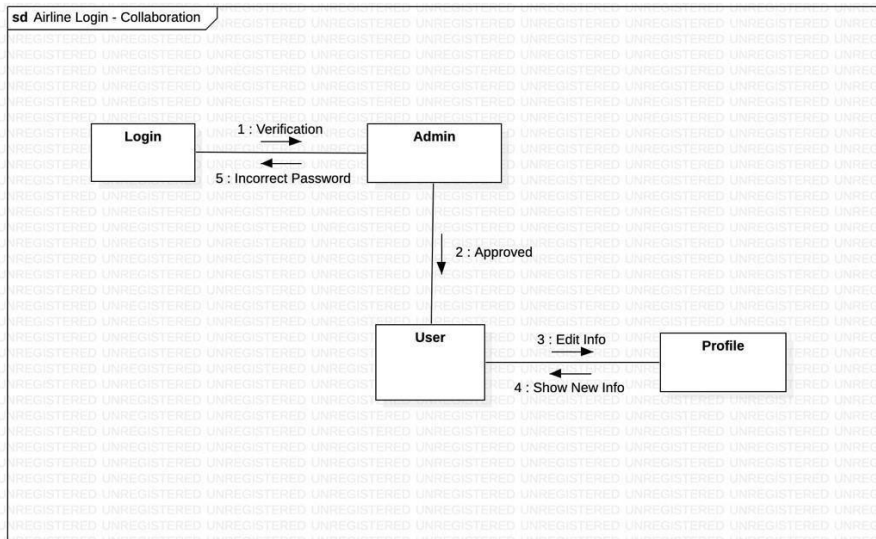 sd Airline Login - Collaboration
Login
1 : Verification
Admin
5 : Incorrect Password
2 : Approved
User
3 : Edit Info
Profile
4 : Show New Info
UNREGISTERED